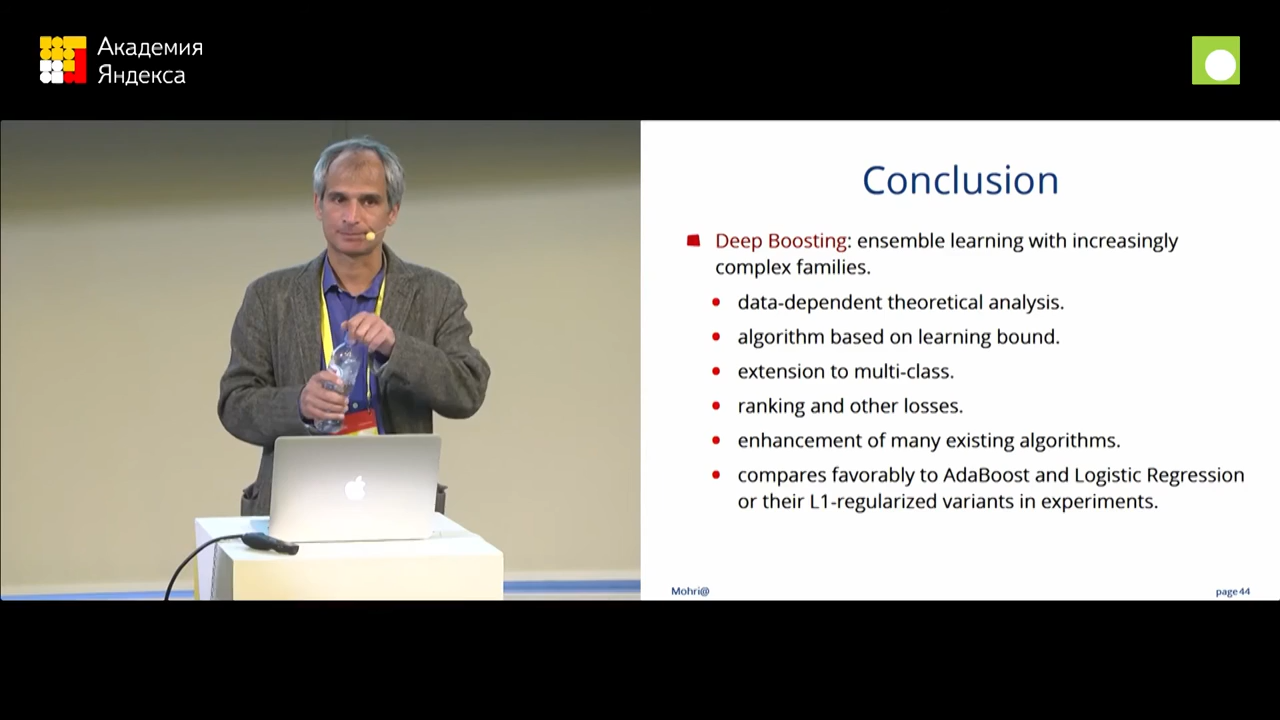 Академия
Яндекса
Conclusion
Deep Boosting: ensemble learning with increasingly
complex families.
data-dependent theoretical analysis.
algorithm based on learning bound.
extension to multi-class.
ranking and other losses.
enhancement of many existing algorithms.
compares favorably to AdaBoost and Logistic Regression
or their L1-regularized variants in experiments.
Mohri@
page 44